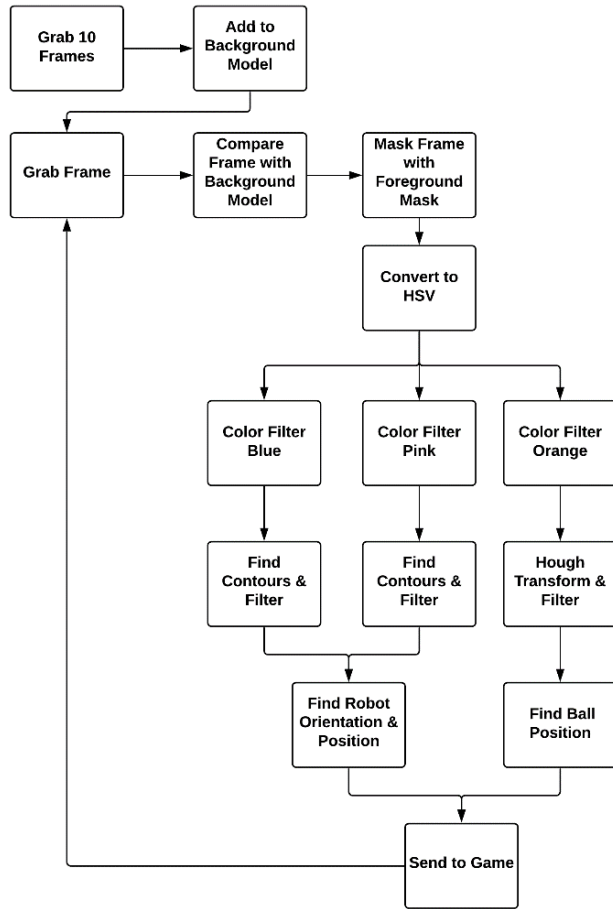 Grab 10
Frames
Add to
Background
Model
Grab Frame
Compare
Frame with
Background
Model
Mask Frame
with
Foreground
Mask
Convert to
HSV
Color Filter
Blue
Color Filter
Pink
Color Filter
Orange
Find
Contours &
Filter
Find
Contours &
Filter
Hough
Transform &
Filter
Find Robot
Orientation &
Position
Find Ball
Position
Send to Game